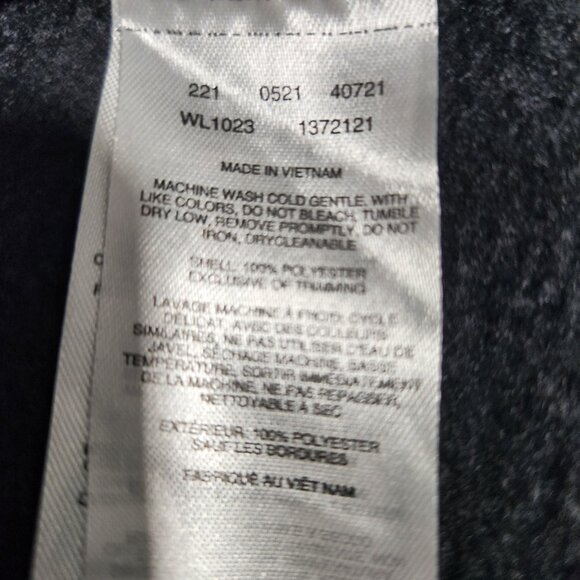 221 0521 40721
WL1023 1372121
MADE IN VIETNAM
MACHINE WASH COLD GENTLE, WITH
LIKE COLORS, DO NOT BLEACH, TUMBLE
DRY LOW, REMOVE PROMPTLY, DO NOT
IRON, DRYCLEANABLE
SHELL: 100% POLYESTER
EXCLUSIVE OF TRIMMING
LAVAGE MACHINE À FROID, CYCLE
DÉLICAT, AVEC DES COULEURS
SIMILAIRES, NE PAS UTILISER D'EAU DE
JAVEL, SÉCHAGE MACHINE, BASSE
TEMPÉRATURE, SORTIR IMMÉDIATEMENT
DE LA MACHINE, NE PAS REPASSER,
NETTOYABLE À SEC
EXTÉRIEUR: 100% POLYESTER
SAUF LES BORDURES
FABRIQUÉ AU VIÊT NAM